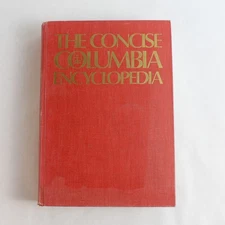 THE CONCISE
COLUMBIA
ENCYCLOPEDIA